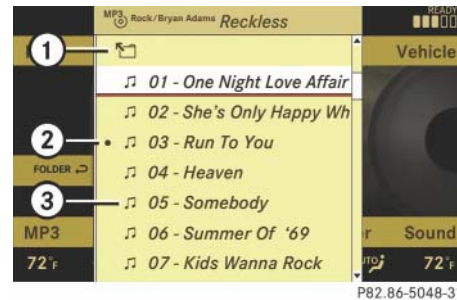 MP3 Rock/Bryan Adams Reckless
READY
1
Vehicle
01 - One Night Love Affair
02 - She's Only Happy Wh
2
03 - Run To You
FOLDER
04 - Heaven
3
05 - Somebody
MP3
06 - Summer Of ‘69
r
Sound
72°F
07 - Kids Wanna Rock
UTO
72°F
P82.86-5048-3